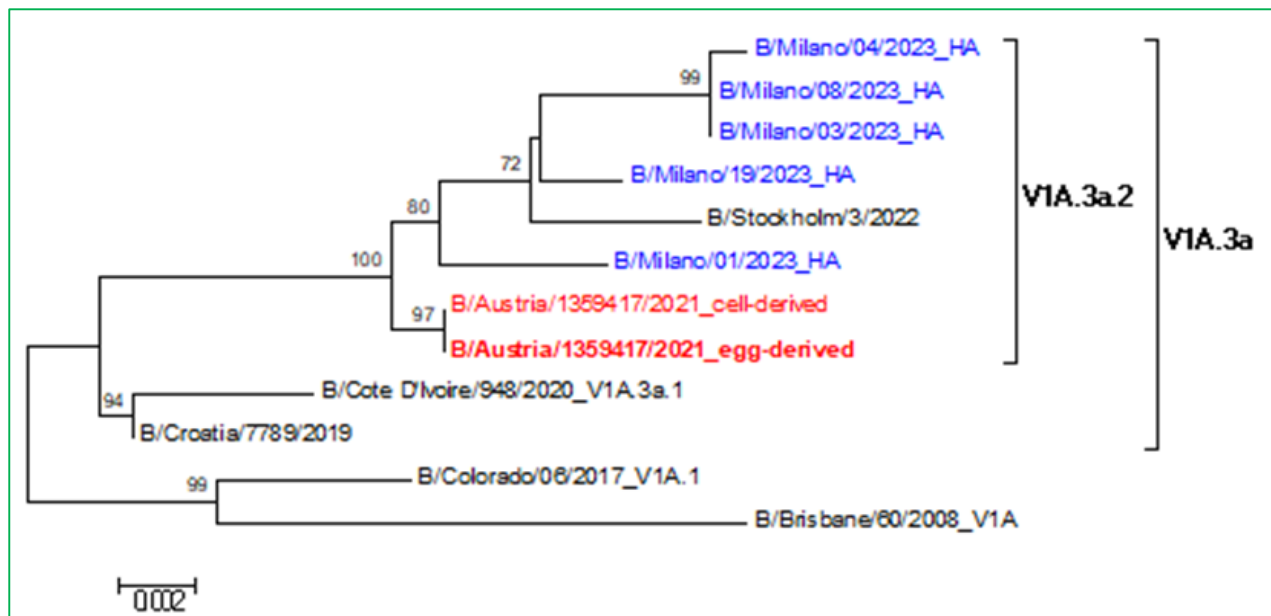 B/Milano/04/2023_HA
99
B/Milano/08/2023_HA
B/Milano/03/2023_HA
72
B/Milano/19/2023_HA
V1A.3a.2
80
B/Stockholm/3/2022
V1A.3a
100
B/Milano/01/2023_HA
B/Austria/1359417/2021_cell-derived
97
B/Austria/1359417/2021_egg-derived
B/Cote D'Ivoire/948/2020_V1A.3a.1
94
B/Croatia/7789/2019
B/Colorado/06/2017_V1A.1
99
B/Brisbane/60/2008_V1A
0.002